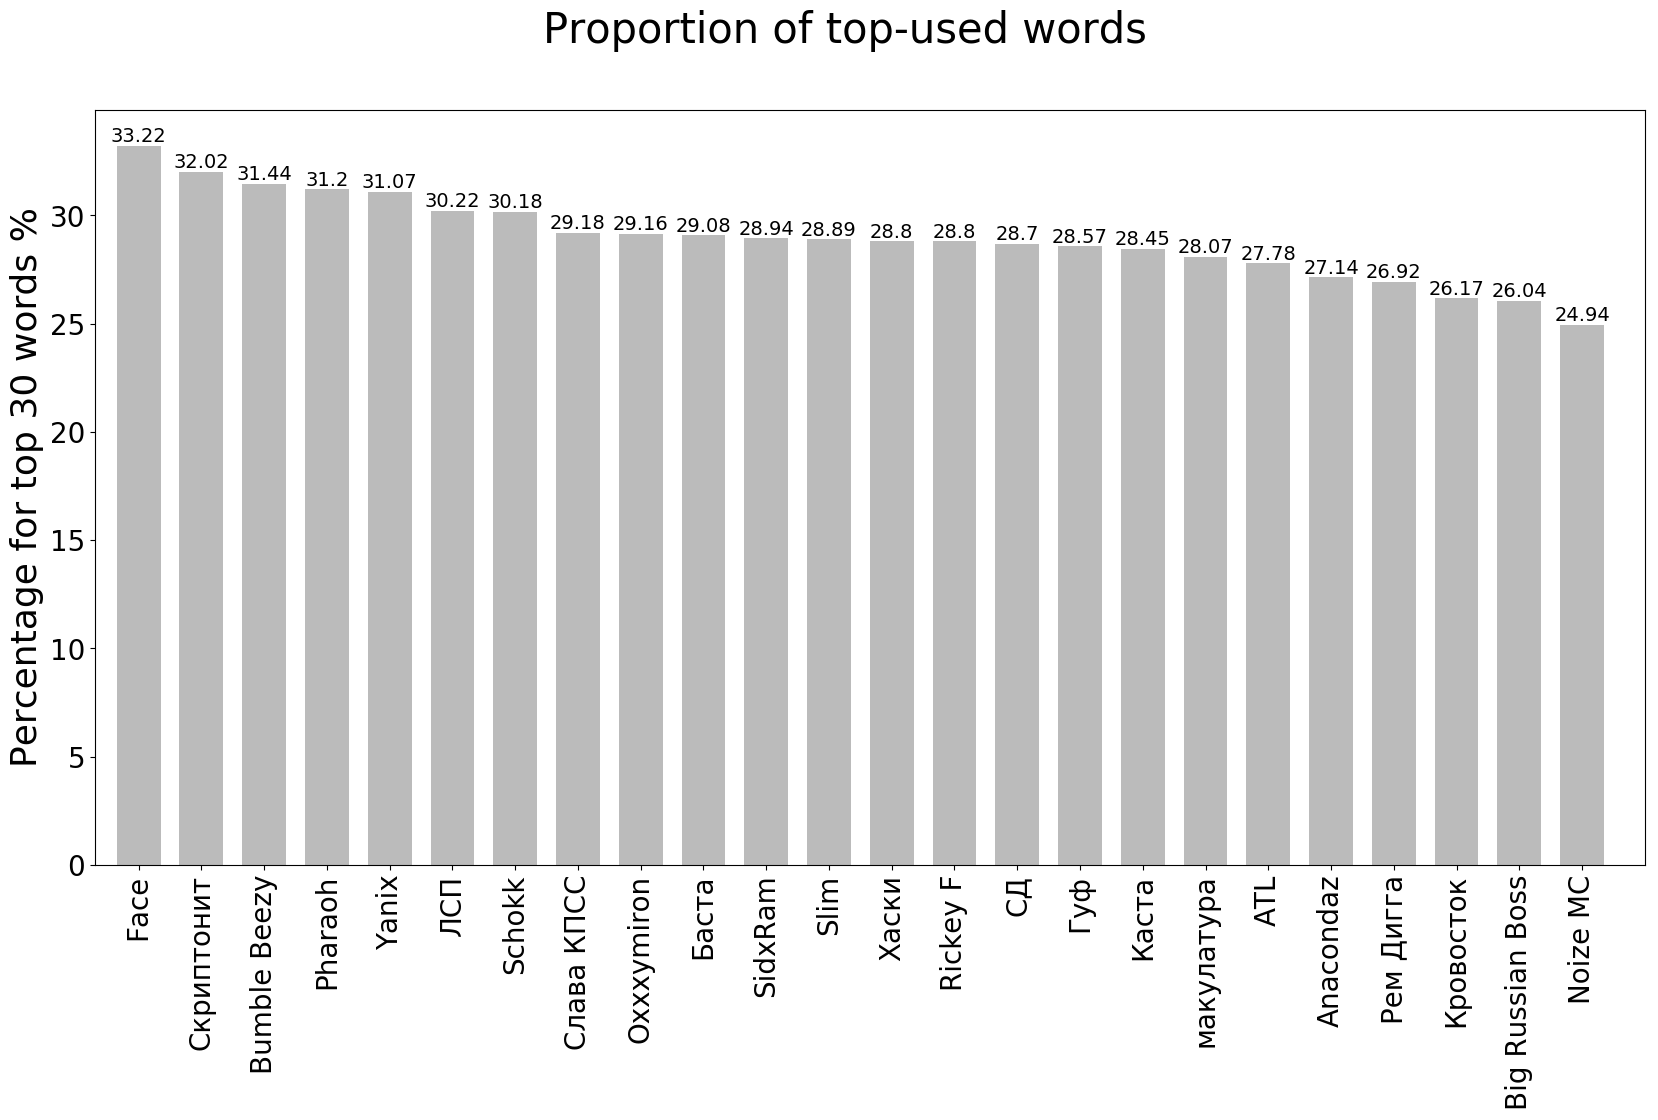 Proportion of top-used words
Percentage for top 30 words %
33.22
32.02
31.44
31.2
31.07
30.22
30.18
29.18
29.16
29.08
28.94
28.89
28.8
28.8
28.7
28.57
28.45
28.07
27.78
27.14
26.92
26.17
26.04
24.94
30
25
20
15
10
5
0
Face
Скриптонит
Bumble Beezy
Pharaoh
Yanix
ЛСП
Schokk
Слава КПСС
Oxxxymiron
Баста
SidxRam
Slim
Хаски
Rickey F
СД
Гуф
Каста
макулатура
ATL
Anacondaz
Рем Дигга
Кровосток
Big Russian Boss
Noize MC